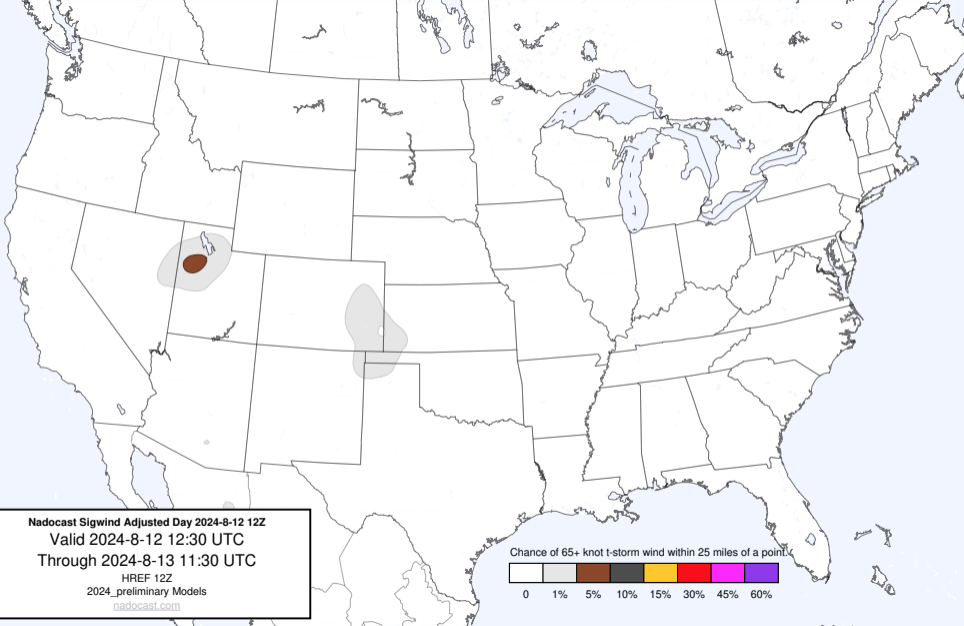 Nadocast Sigwind Adjusted Day 2024-8-12 12Z
Valid 2024-8-12 12:30 UTC
Through 2024-8-13 11:30 UTC
HREF 12Z
2024_preliminary Models
nadocast.com
Chance of 65+ knot t-storm wind within 25 miles of a point.
0 1% 5% 10% 15% 30% 45% 60%